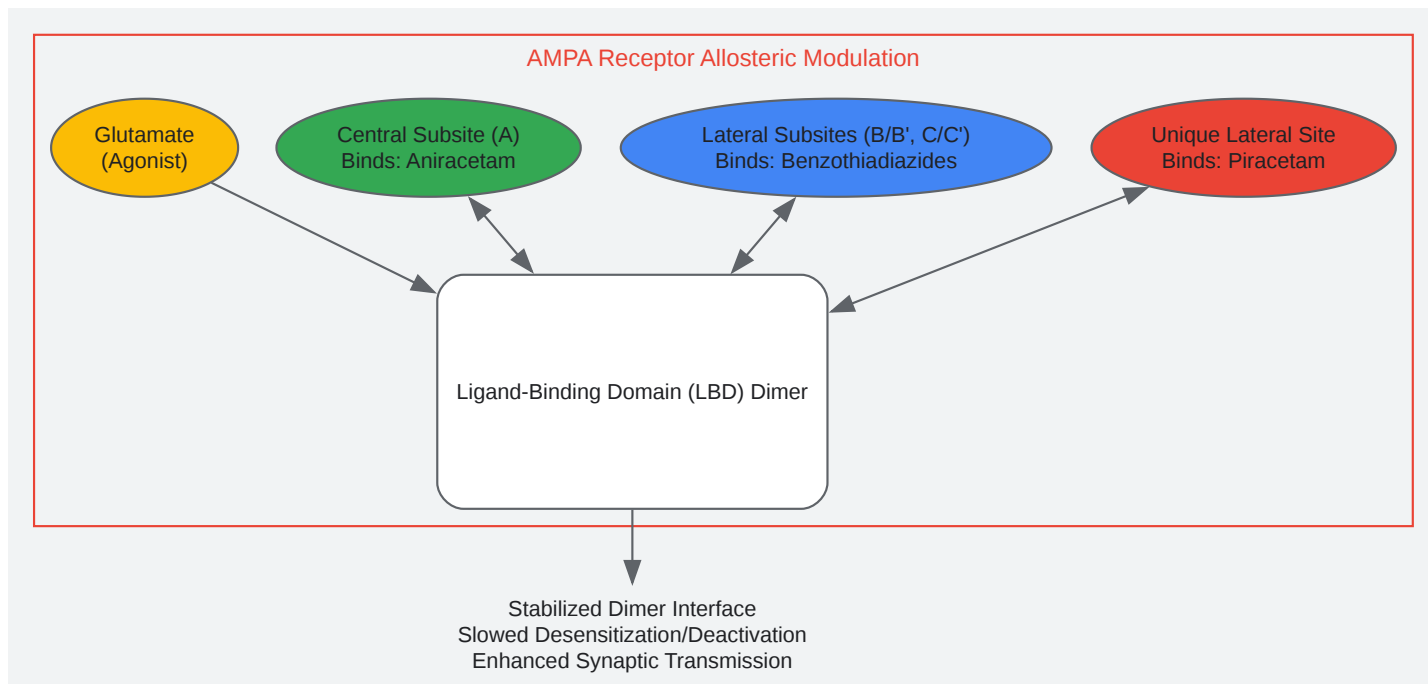 AMPA Receptor Allosteric Modulation
Glutamate
(Agonist)
Central Subsite (A)
Binds: Aniracetam
Lateral Subsites (B/B', C/C')
Binds: Benzothiadiazides
Unique Lateral Site
Binds: Piracetam
Ligand-Binding Domain (LBD) Dimer
Stabilized Dimer Interface
Slowed Desensitization/Deactivation
Enhanced Synaptic Transmission